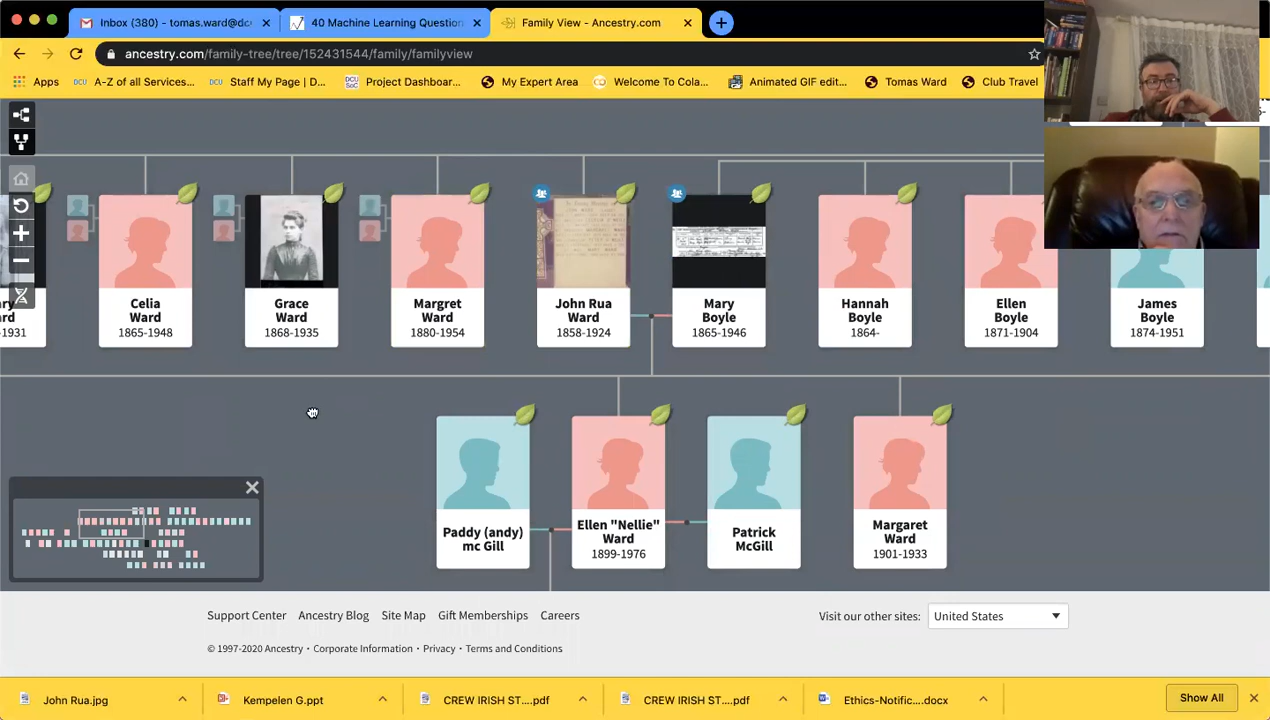 Inbox (380) - tomas.ward@dc
40 Machine Learning Question
Family View - Ancestry.com
ancestry.com/family-tree/tree/152431544/family/familyview
Apps
A-Z of all Services...
Staff My Page | D...
Project Dashboar...
My Expert Area
Welcome To Cola...
Animated GIF edit...
Tomas Ward
Club Travel
ard
-1931
Celia
Ward
1865-1948
Grace
Ward
1868-1935
Margret
Ward
1880-1954
John Rua
Ward
1858-1924
Mary
Boyle
1865-1946
Hannah
Boyle
1864-
Ellen
Boyle
1871-1904
James
Boyle
1874-1951
Paddy (andy)
mc Gill
Ellen "Nellie"
Ward
1899-1976
Patrick
McGill
Margaret
Ward
1901-1933
Support Center
Ancestry Blog
Site Map
Gift Memberships
Careers
Visit our other sites:
United States
© 1997-2020 Ancestry · Corporate Information · Privacy · Terms and Conditions
John Rua.jpg
Kempelen G.ppt
CREW IRISH ST....pdf
CREW IRISH ST....pdf
Ethics-Notific....docx
Show All